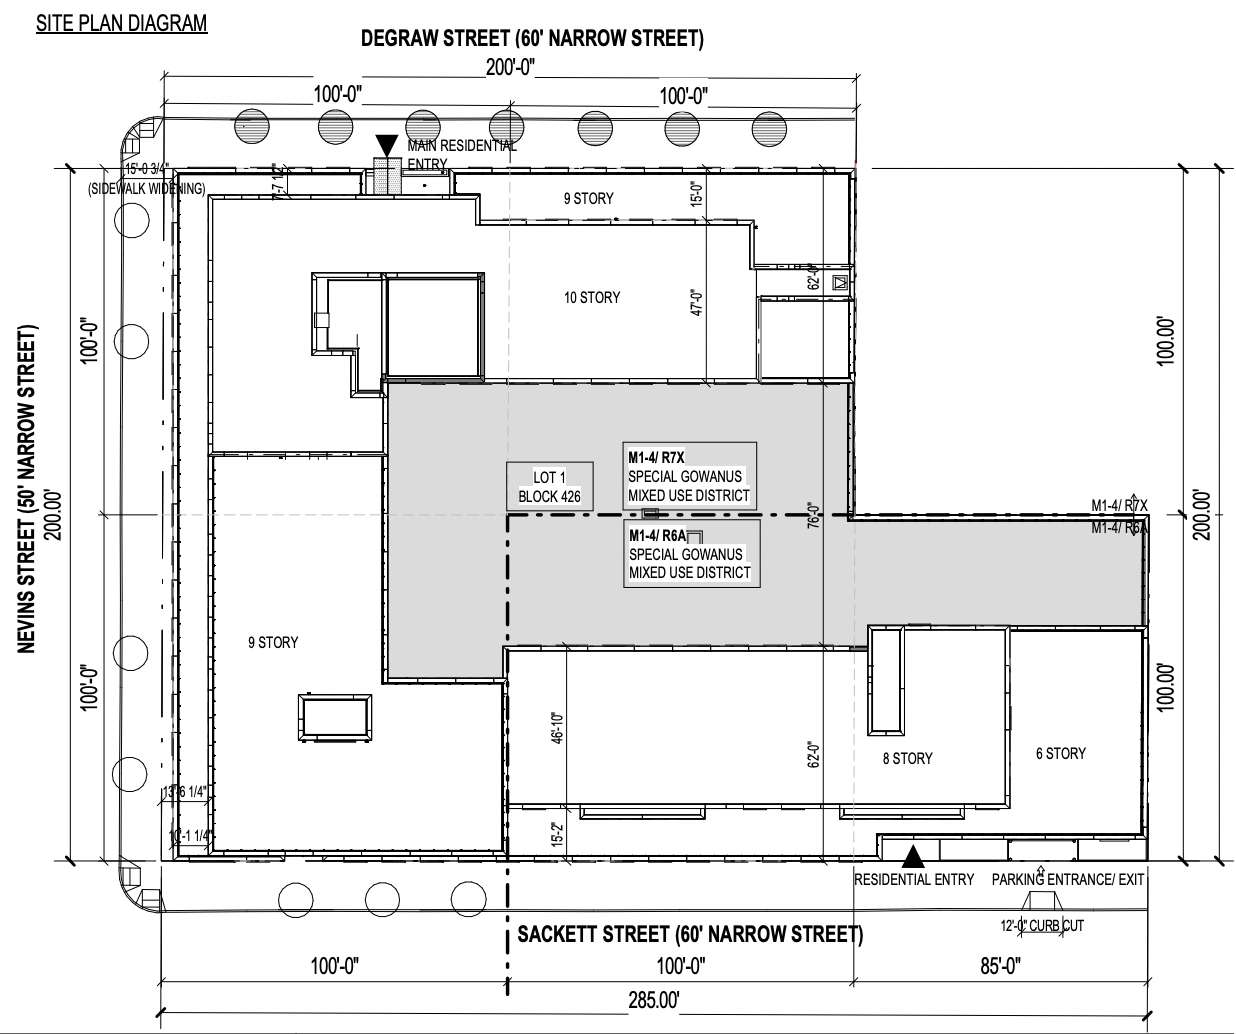 SITE PLAN DIAGRAM
DEGRAW STREET (60' NARROW STREET)
200'-0"
100'-0"
100'-0"
MAIN RESIDENTIAL
ENTRY
15'-0 3/4"
(SIDEWALK WIDENING)
7'-7 1/2"
9 STORY
15'-0"
62'-0"
10 STORY
47'-0"
NEVINS STREET (50' NARROW STREET)
200.00'
100'-0"
100'-0"
100.00'
200.00'
100.00'
LOT 1
BLOCK 426
M1-4/ R7X
SPECIAL GOWANUS
MIXED USE DISTRICT
M1-4/ R6A
SPECIAL GOWANUS
MIXED USE DISTRICT
76'-0"
M1-4/ R7X
M1-4/ R6A
9 STORY
46'-10"
62'-0"
8 STORY
6 STORY
13'-6 1/4"
15'-2"
RESIDENTIAL ENTRY
PARKING ENTRANCE/ EXIT
12'-0" CURB CUT
SACKETT STREET (60' NARROW STREET)
100'-0"
100'-0"
85'-0"
285.00'